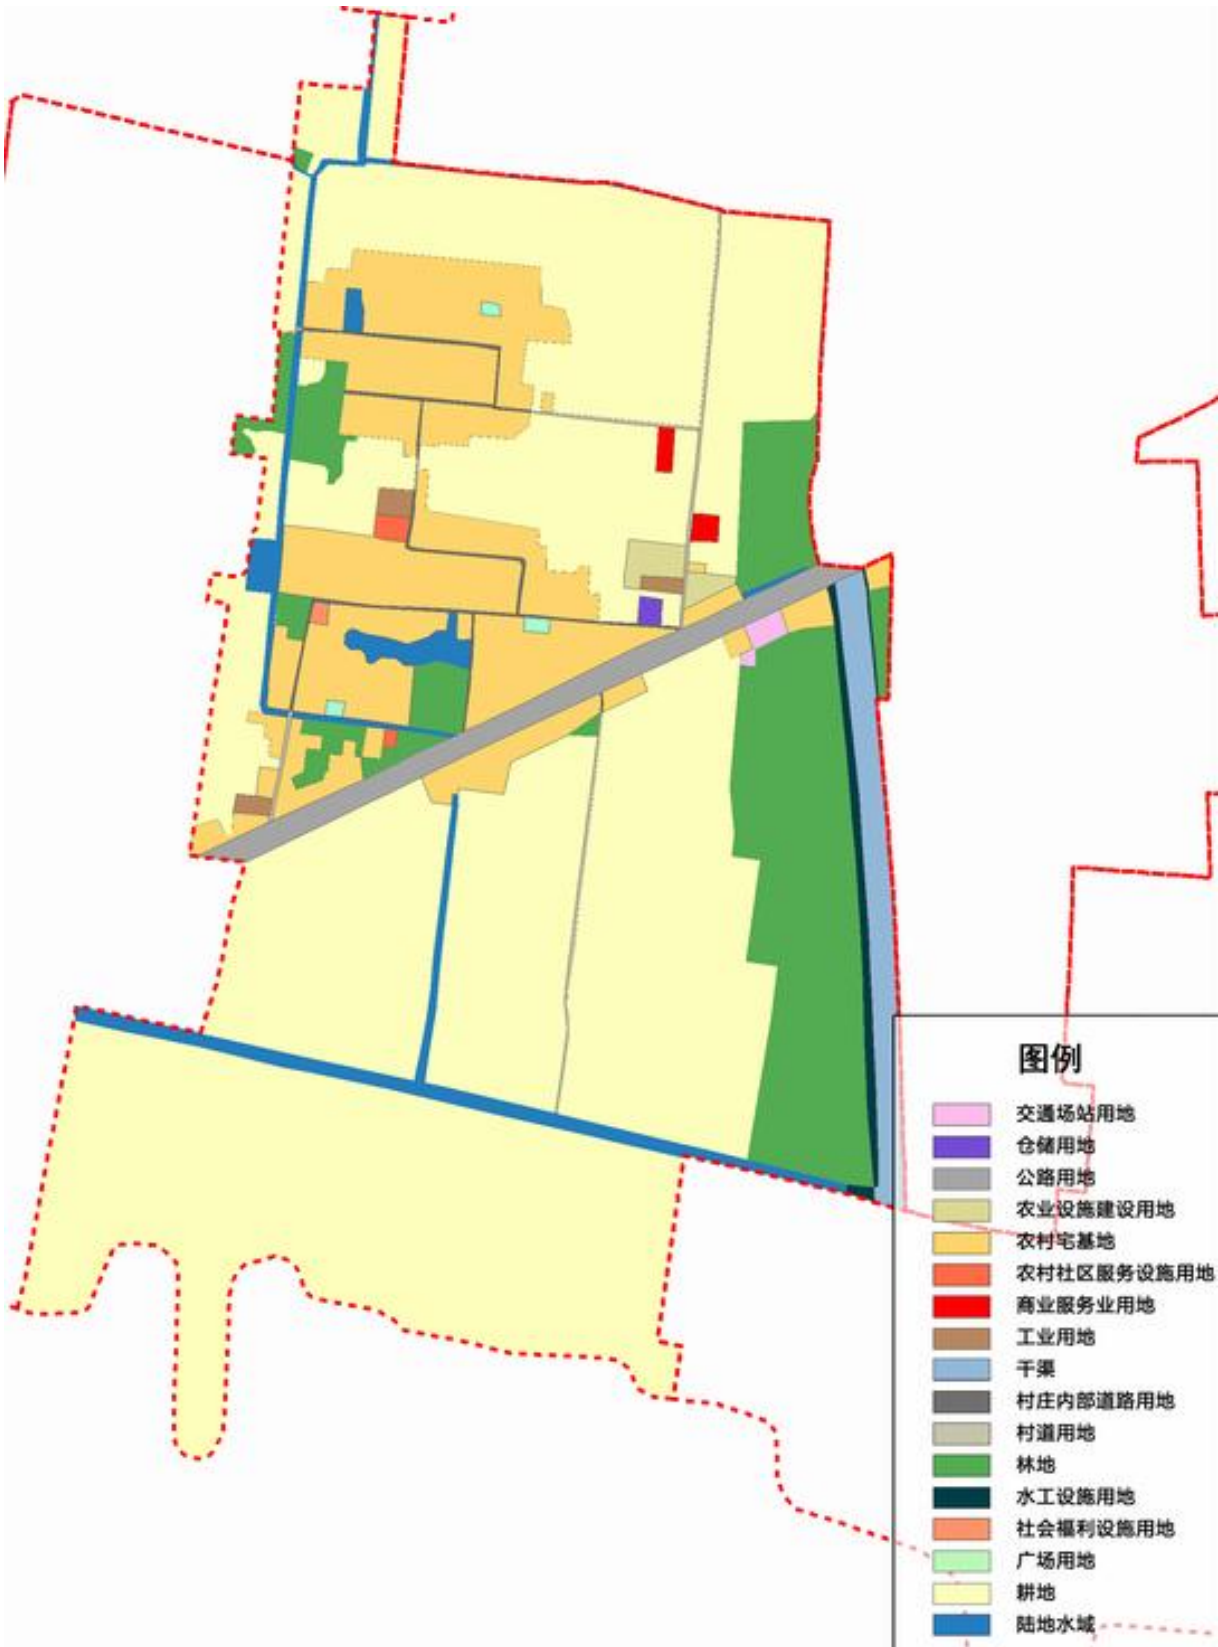 图例
交通场站用地
仓储用地
公路用地
农业设施建设用地
农村宅基地
农村社区服务设施用地
商业服务业用地
工业用地
干渠
村庄内部道路用地
村道用地
林地
水工设施用地
社会福利设施用地
广场用地
耕地
陆地水域